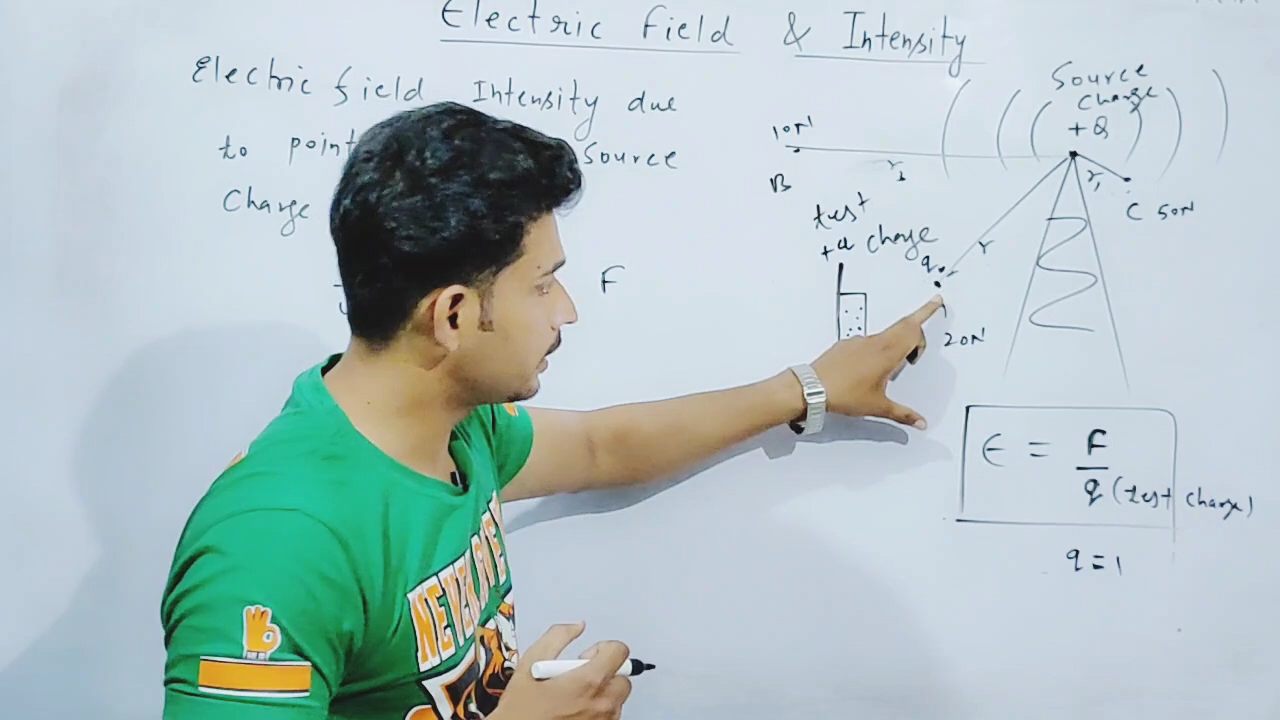 Electric Field & Intensity
Electric field Intensity due
to point Source
Charge
F
Source
Charge
+Q
10N
B
r₂
r₁
C 50N
test
+a charge
q
r
20N
E = F
q (test charge)
q = 1
NEVER